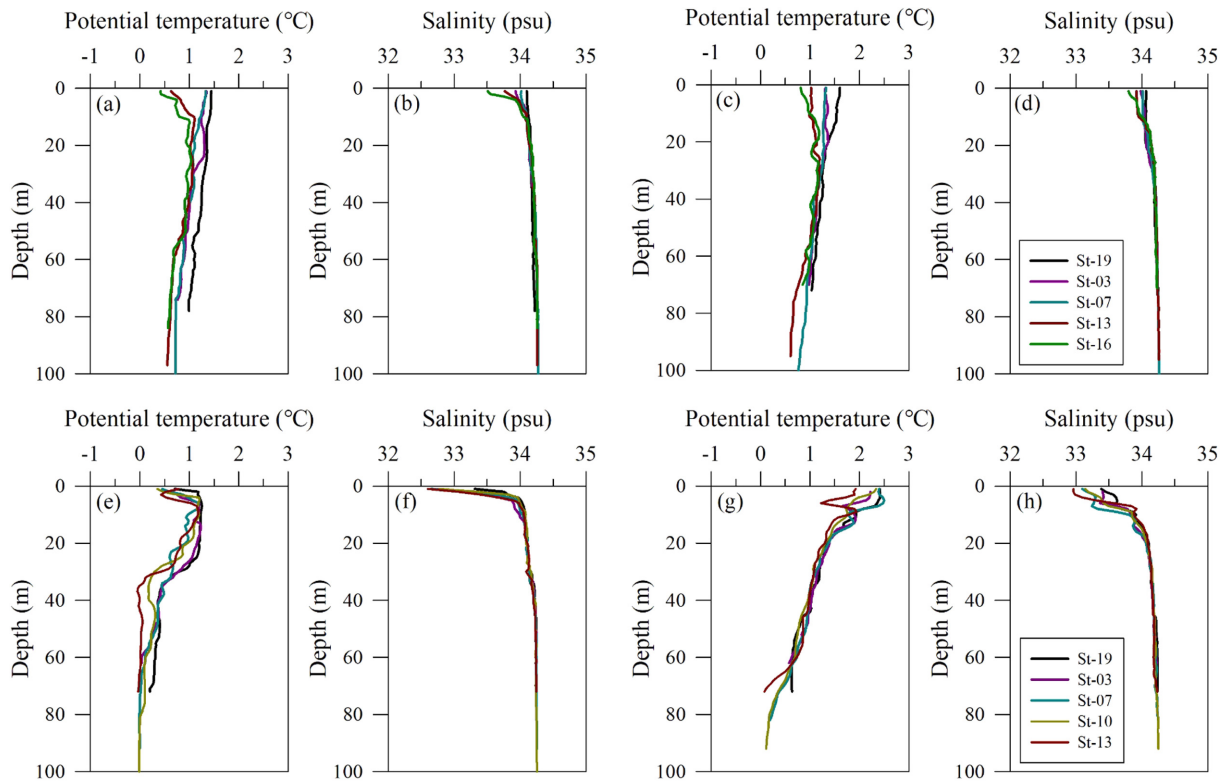 Potential temperature (℃)
Salinity (psu)
Potential temperature (℃)
Salinity (psu)
-1 0 1 2 3
32 33 34 35
-1 0 1 2 3
32 33 34 35
(a)
(b)
(c)
(d)
Depth (m)
0
20
40
60
80
100
Depth (m)
0
20
40
60
80
100
Depth (m)
0
20
40
60
80
100
Depth (m)
0
20
40
60
80
100
St-19
St-03
St-07
St-13
St-16
Potential temperature (℃)
Salinity (psu)
Potential temperature (℃)
Salinity (psu)
-1 0 1 2 3
32 33 34 35
-1 0 1 2 3
32 33 34 35
(e)
(f)
(g)
(h)
Depth (m)
0
20
40
60
80
100
Depth (m)
0
20
40
60
80
100
Depth (m)
0
20
40
60
80
100
Depth (m)
0
20
40
60
80
100
St-19
St-03
St-07
St-10
St-13